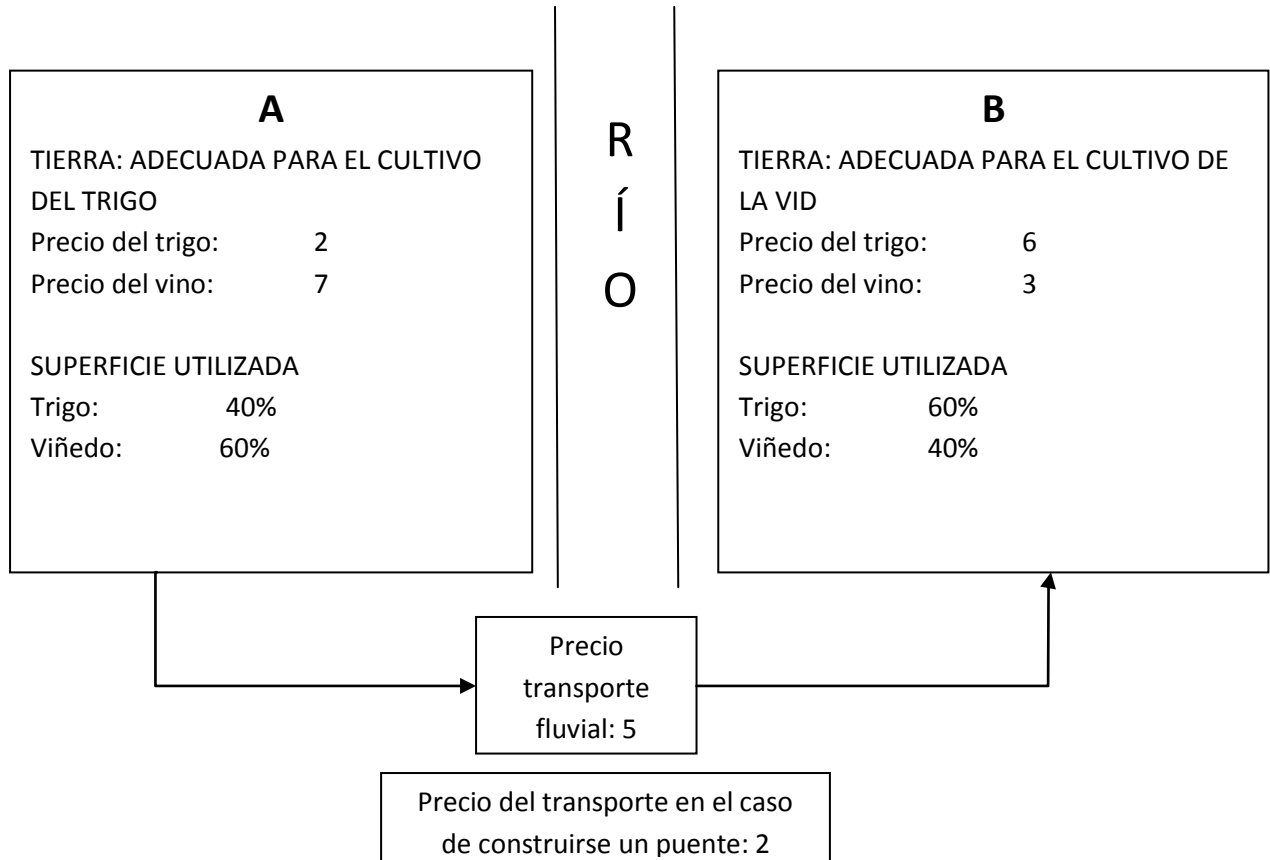 A
TIERRA: ADECUADA PARA EL CULTIVO
DEL TRIGO
Precio del trigo: 2
Precio del vino: 7
SUPERFICIE UTILIZADA
Trigo: 40%
Viñedo: 60%
R
Í
O
B
TIERRA: ADECUADA PARA EL CULTIVO DE
LA VID
Precio del trigo: 6
Precio del vino: 3
SUPERFICIE UTILIZADA
Trigo: 60%
Viñedo: 40%
Precio
transporte
fluvial: 5
Precio del transporte en el caso
de construirse un puente: 2